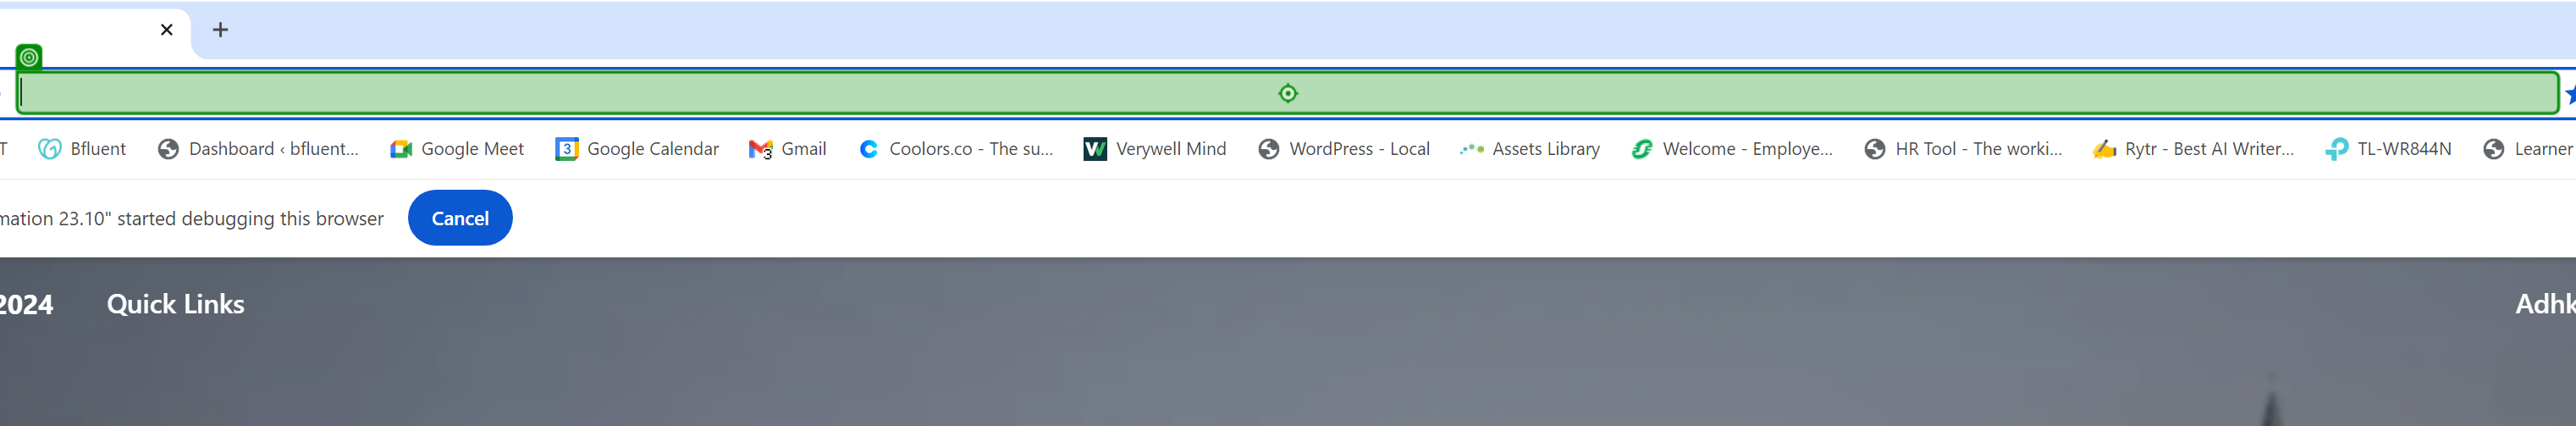 T Bfluent Dashboard ‹ bfluent... Google Meet 3 Google Calendar 3 Gmail Coolors.co - The su... Verywell Mind WordPress - Local Assets Library Welcome - Employe... HR Tool - The worki... Rytr - Best AI Writer... TL-WR844N Learner
mation 23.10" started debugging this browser Cancel
2024 Quick Links Adhk